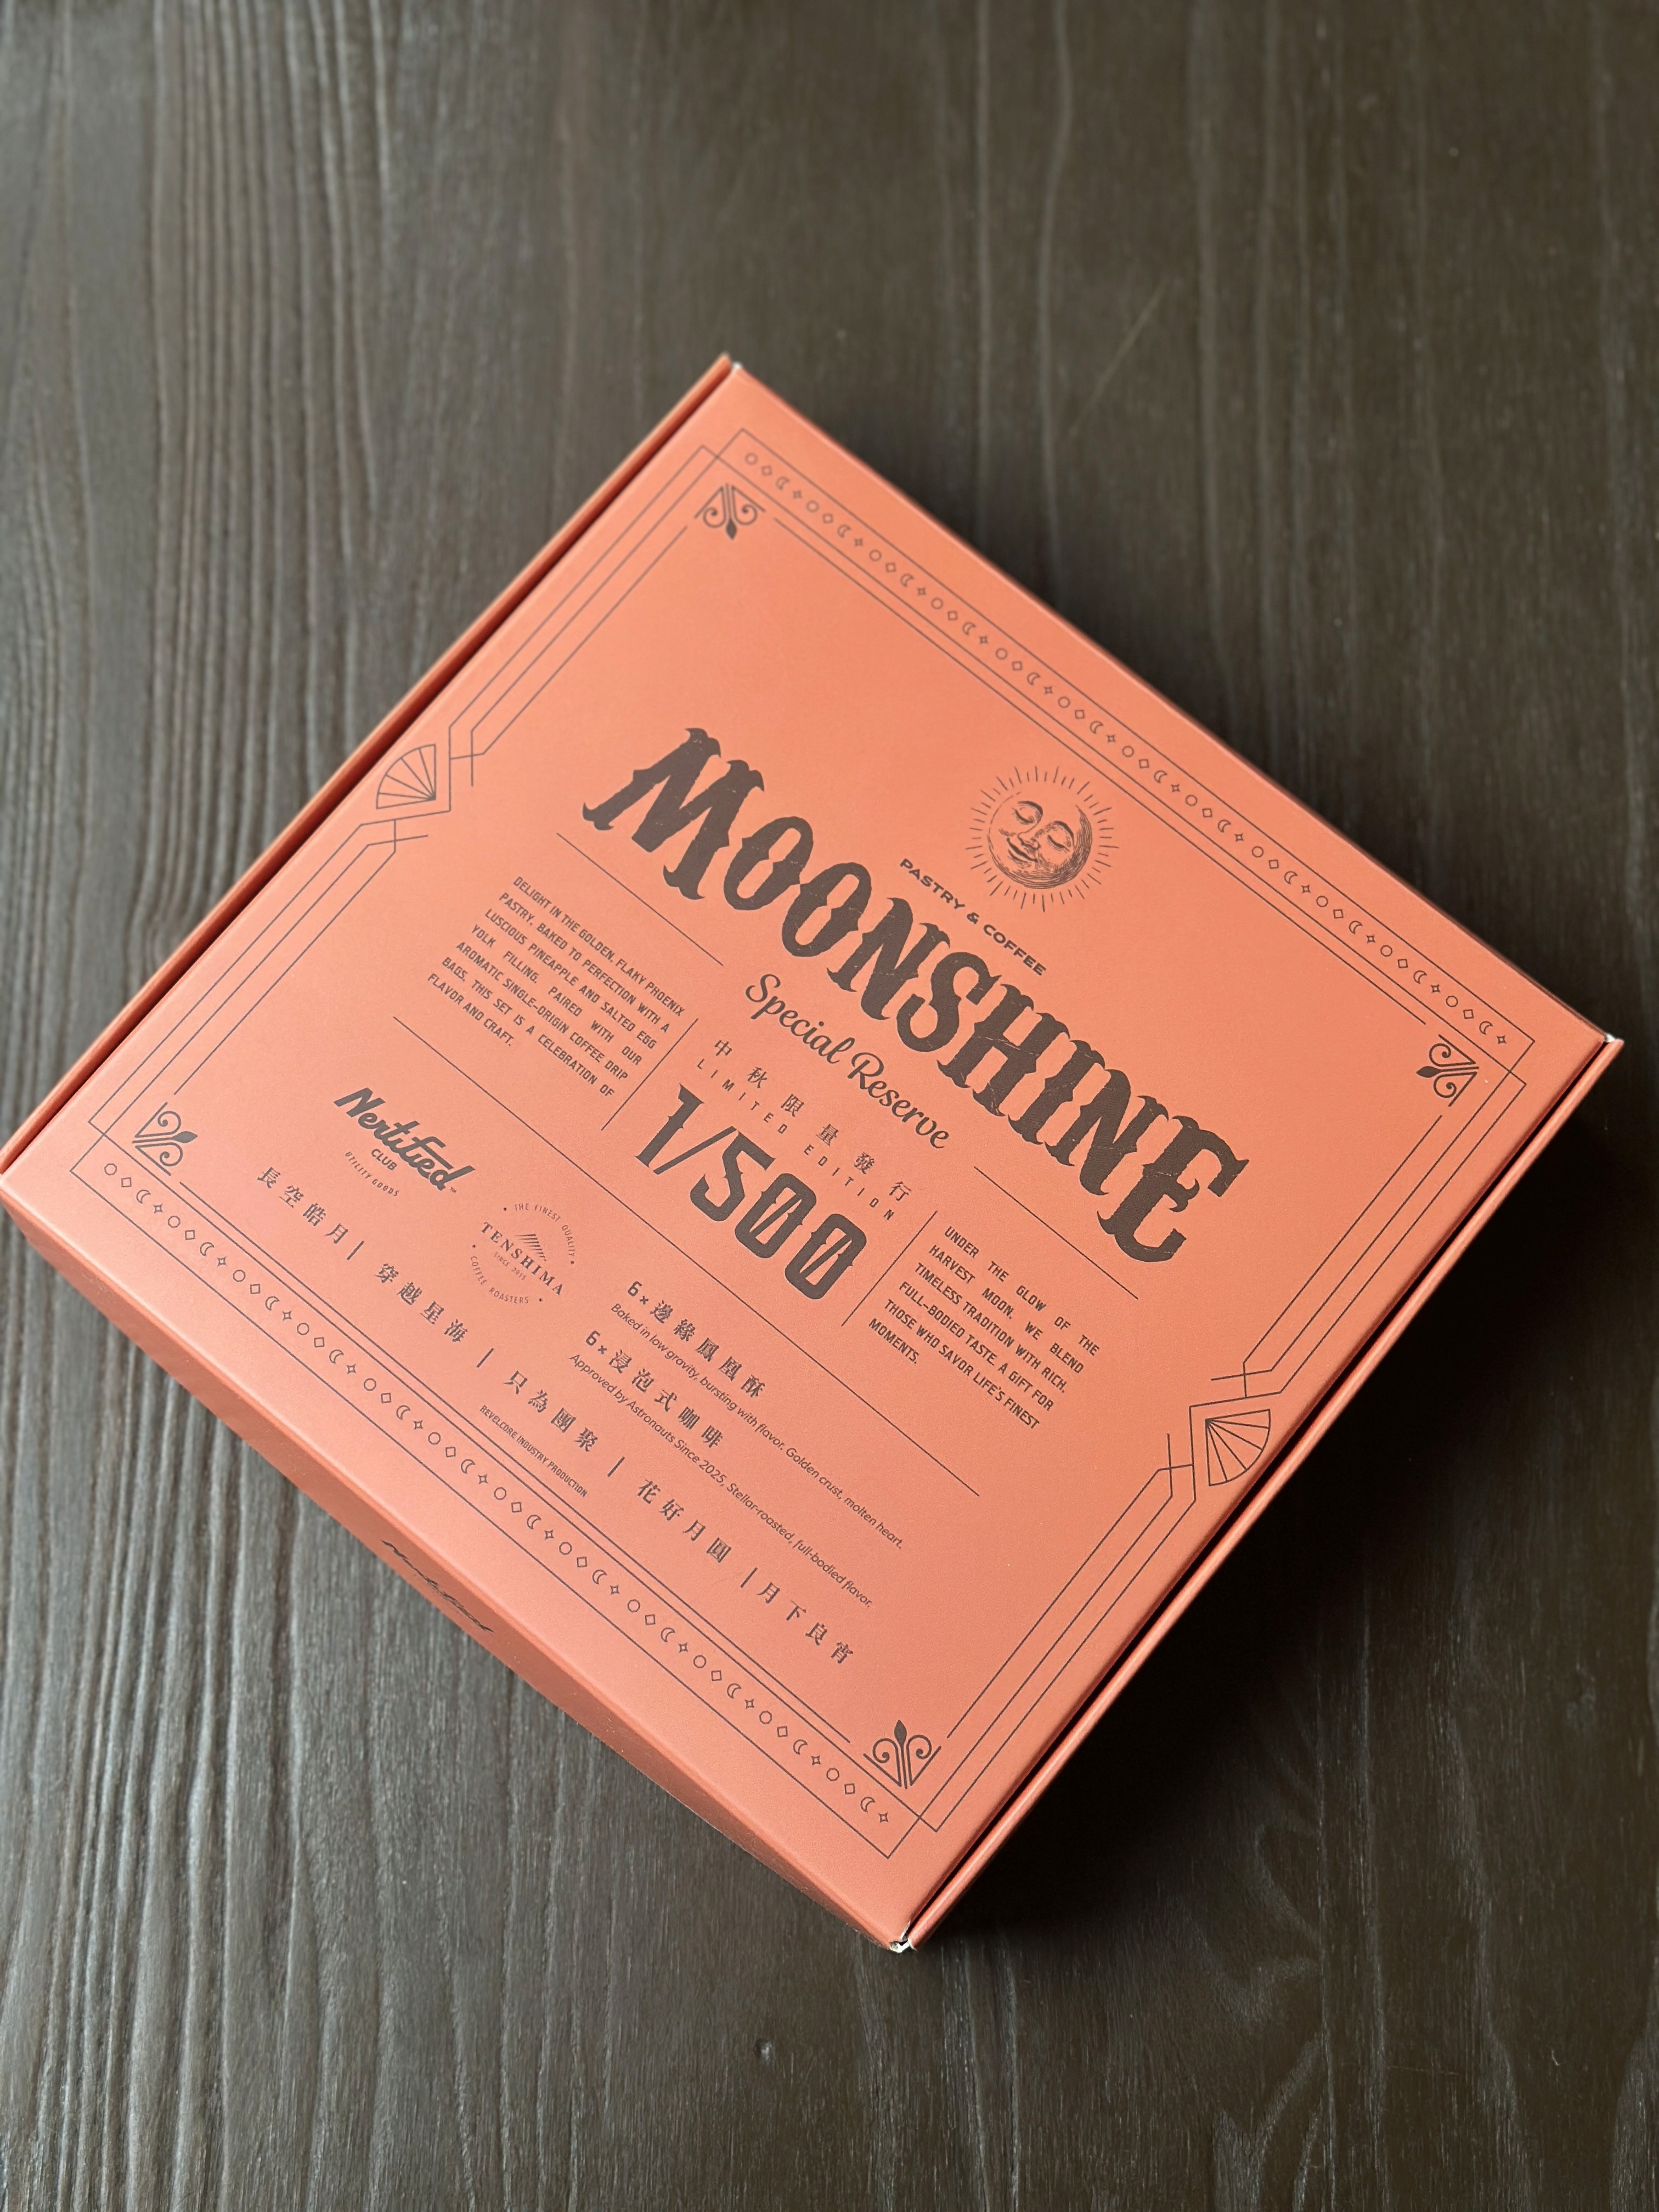 PASTRY & COFFEE
MOONSHINE
Special Reserve
DELIGHT IN THE GOLDEN, FLAKY PHOENIX
PASTRY, BAKED TO PERFECTION WITH A
LUSCIOUS PINEAPPLE AND SALTED EGG
YOLK FILLING. PAIRED WITH OUR
AROMATIC SINGLE-ORIGIN COFFEE DRIP
BAGS, THIS SET IS A CELEBRATION OF
FLAVOR AND CRAFT.
中秋限量發行
LIMITED EDITION
1/500
UNDER THE GLOW OF THE
HARVEST MOON, WE BLEND
TIMELESS TRADITION WITH RICH,
FULL-BODIED TASTE. A GIFT FOR
THOSE WHO SAVOR LIFE'S FINEST
MOMENTS.
Nertified™
CLUB
UTILITY GOODS
THE FINEST QUALITY
TENSHIMA
SINCE 2015
COFFEE ROASTERS
6×邊緣鳳凰酥
Baked in low gravity, bursting with flavor. Golden crust, molten heart.
6×浸泡式咖啡
Approved by Astronauts Since 2025, Stellar-roasted, full-bodied flavor.
長空皓月|穿越星海|只為團聚|花好月圓|月下良宵
REVELCORE INDUSTRY PRODUCTION
Nertified